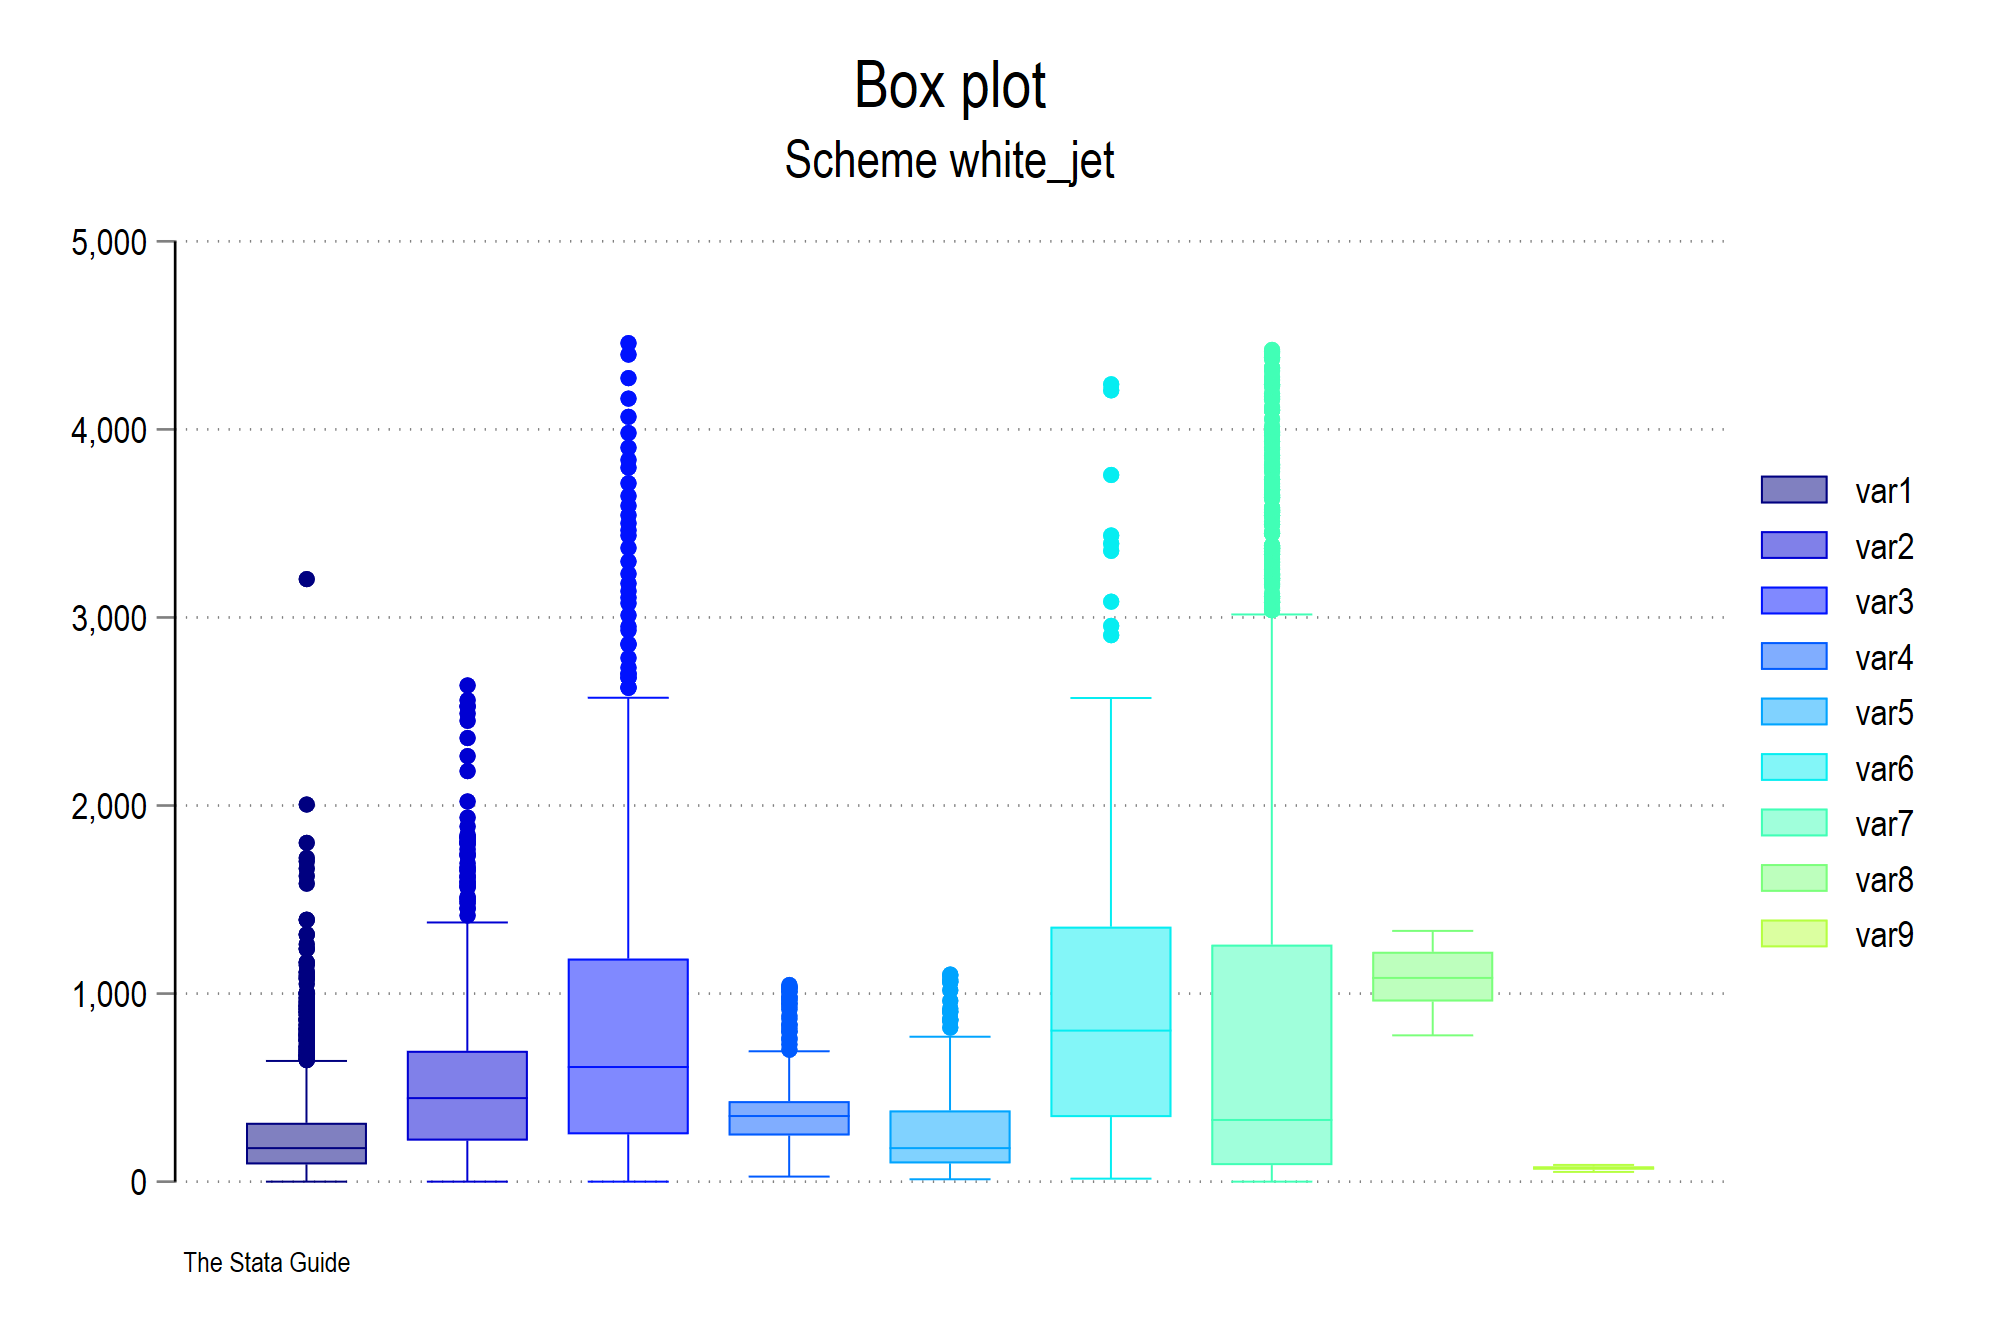 Box plot
Scheme white_jet
5,000
4,000
3,000
2,000
1,000
0
var1
var2
var3
var4
var5
var6
var7
var8
var9
The Stata Guide